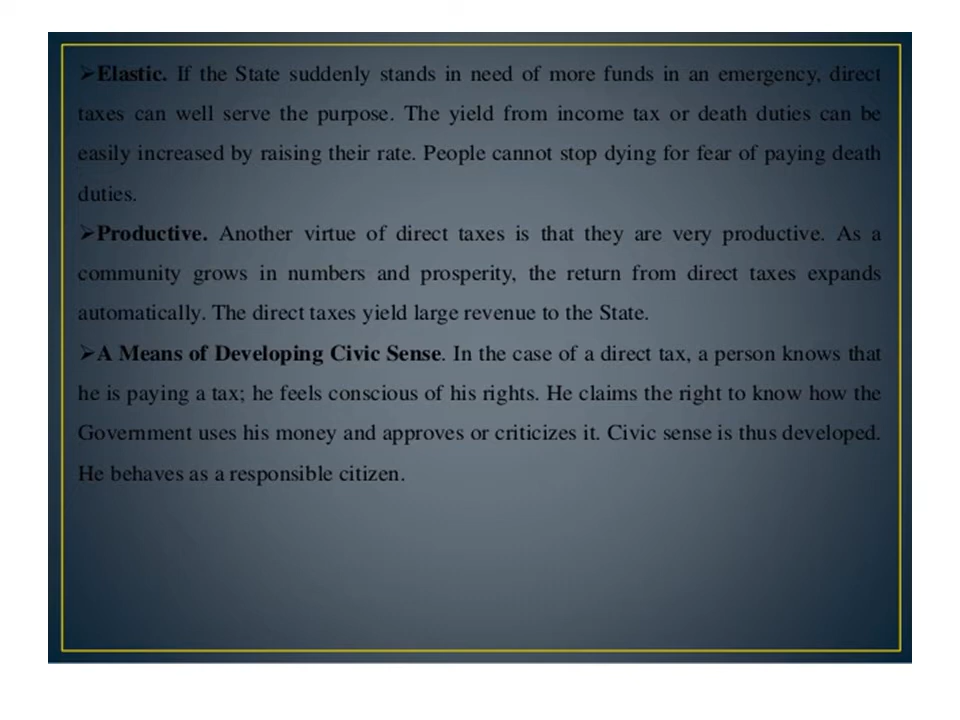 ➢Elastic. If the State suddenly stands in need of more funds in an emergency, direct
taxes can well serve the purpose. The yield from income tax or death duties can be
easily increased by raising their rate. People cannot stop dying for fear of paying death
duties.
➢Productive. Another virtue of direct taxes is that they are very productive. As a
community grows in numbers and prosperity, the return from direct taxes expands
automatically. The direct taxes yield large revenue to the State.
➢A Means of Developing Civic Sense. In the case of a direct tax, a person knows that
he is paying a tax; he feels conscious of his rights. He claims the right to know how the
Government uses his money and approves or criticizes it. Civic sense is thus developed.
He behaves as a responsible citizen.